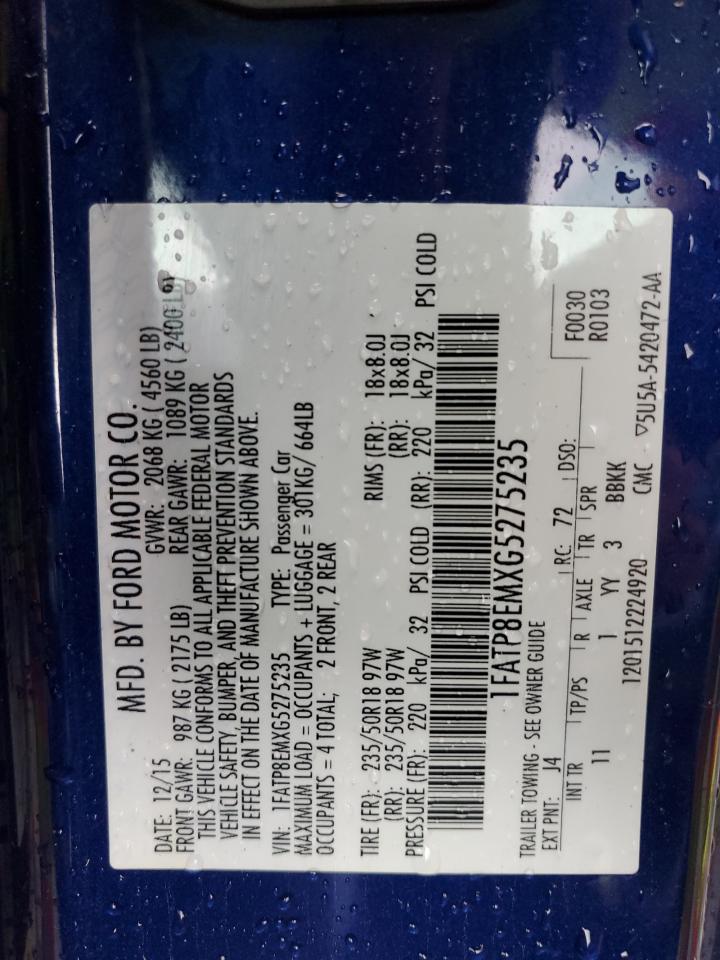 MFD. BY FORD MOTOR CO.
DATE: 12/15 GVWR: 2068 KG ( 4560 LB)
FRONT GAWR: 987 KG ( 2175 LB) REAR GAWR: 1089 KG ( 2400 LB)
THIS VEHICLE CONFORMS TO ALL APPLICABLE FEDERAL MOTOR
VEHICLE SAFETY, BUMPER, AND THEFT PREVENTION STANDARDS
IN EFFECT ON THE DATE OF MANUFACTURE SHOWN ABOVE.
VIN: 1FATP8EMXG5275235 TYPE: Passenger Car
MAXIMUM LOAD = OCCUPANTS + LUGGAGE = 301KG/ 664LB
OCCUPANTS = 4 TOTAL; 2 FRONT, 2 REAR
TIRE (FR): 235/50R18 97W RIMS (FR): 18x8.0J
(RR): 235/50R18 97W (RR): 18x8.0J
PRESSURE (FR): 220 kPa/ 32 PSI COLD (RR): 220 kPa/ 32 PSI COLD
1FATP8EMXG5275235
TRAILER TOWING - SEE OWNER GUIDE F0030
EXT PNT: J4 RC: 72 DSO: R0103
INT TR TP/PS R AXLE TR SPR
11 1 YY 3 BBKK
1201512224920 CMC ▽5U5A-5420472-AA